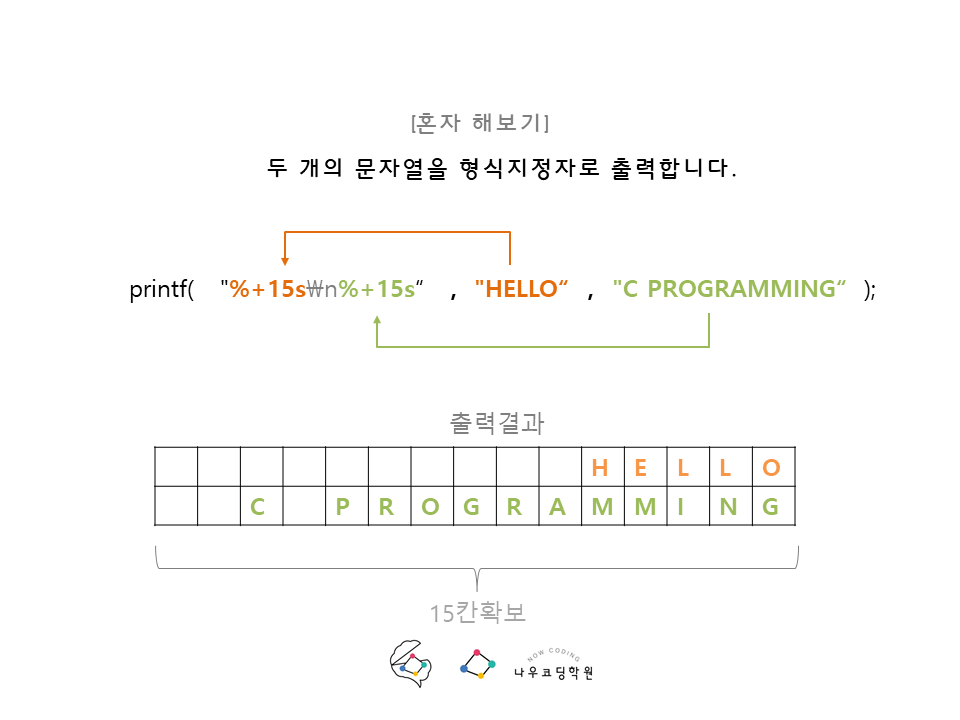 [혼자 해보기]
두 개의 문자열을 형식지정자로 출력합니다.
printf( "%+15s₩n%+15s“ , "HELLO“ , "C PROGRAMMING“ );
출력결과
H E L L O
C P R O G R A M M I N G
15칸확보
NOW CODING
나우코딩학원